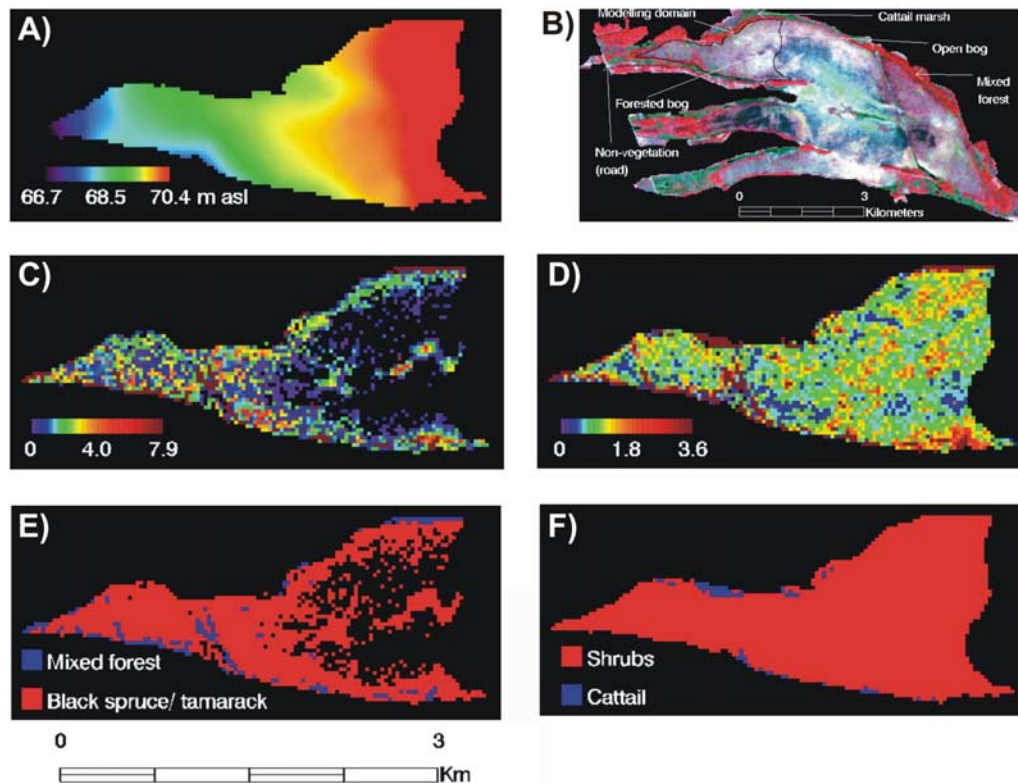 A)
66.7 68.5 70.4 m asl
B)
Modelling domain
Cattail marsh
Open bog
Mixed forest
Forested bog
Non-vegetation (road)
0 3
Kilometers
C)
0 4.0 7.9
D)
0 1.8 3.6
E)
Mixed forest
Black spruce/ tamarack
F)
Shrubs
Cattail
0 3
Km